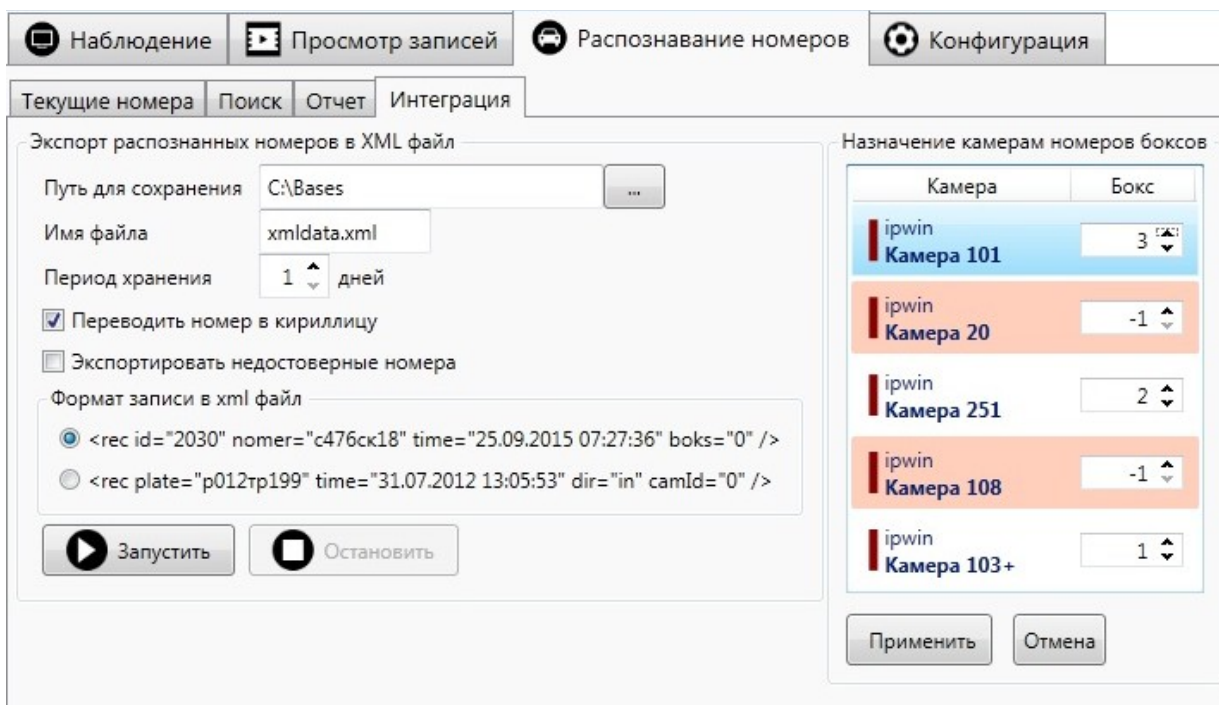 Наблюдение Просмотр записей Распознавание номеров Конфигурация
Текущие номера Поиск Отчет Интеграция
Экспорт распознанных номеров в XML файл
Путь для сохранения C:\Bases ...
Имя файла xmldata.xml
Период хранения 1 дней
Переводить номер в кириллицу
Экспортировать недостоверные номера
Формат записи в xml файл
<rec id="2030" nomer="с476ск18" time="25.09.2015 07:27:36" boks="0" />
<rec plate="р012тр199" time="31.07.2012 13:05:53" dir="in" camId="0" />
Запустить Остановить
Назначение камерам номеров боксов
Камера Бокс
ipwin
Камера 101 3
ipwin
Камера 20 -1
ipwin
Камера 251 2
ipwin
Камера 108 -1
ipwin
Камера 103+ 1
Применить Отмена